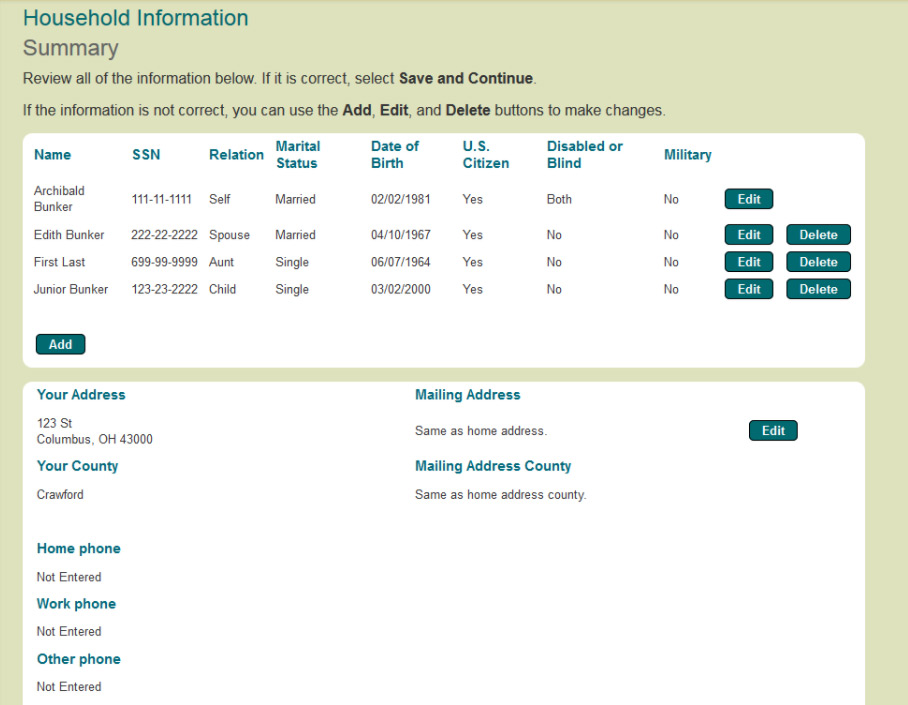 Household Information
Summary
Review all of the information below. If it is correct, select Save and Continue.
If the information is not correct, you can use the Add, Edit, and Delete buttons to make changes.
Name SSN Relation Marital Status Date of Birth U.S. Citizen Disabled or Blind Military
Archibald Bunker 111-11-1111 Self Married 02/02/1981 Yes Both No Edit
Edith Bunker 222-22-2222 Spouse Married 04/10/1967 Yes No No Edit Delete
First Last 699-99-9999 Aunt Single 06/07/1964 Yes No No Edit Delete
Junior Bunker 123-23-2222 Child Single 03/02/2000 Yes No No Edit Delete
Add
Your Address Mailing Address
123 St
Columbus, OH 43000
Same as home address. Edit
Your County Mailing Address County
Crawford Same as home address county.
Home phone
Not Entered
Work phone
Not Entered
Other phone
Not Entered